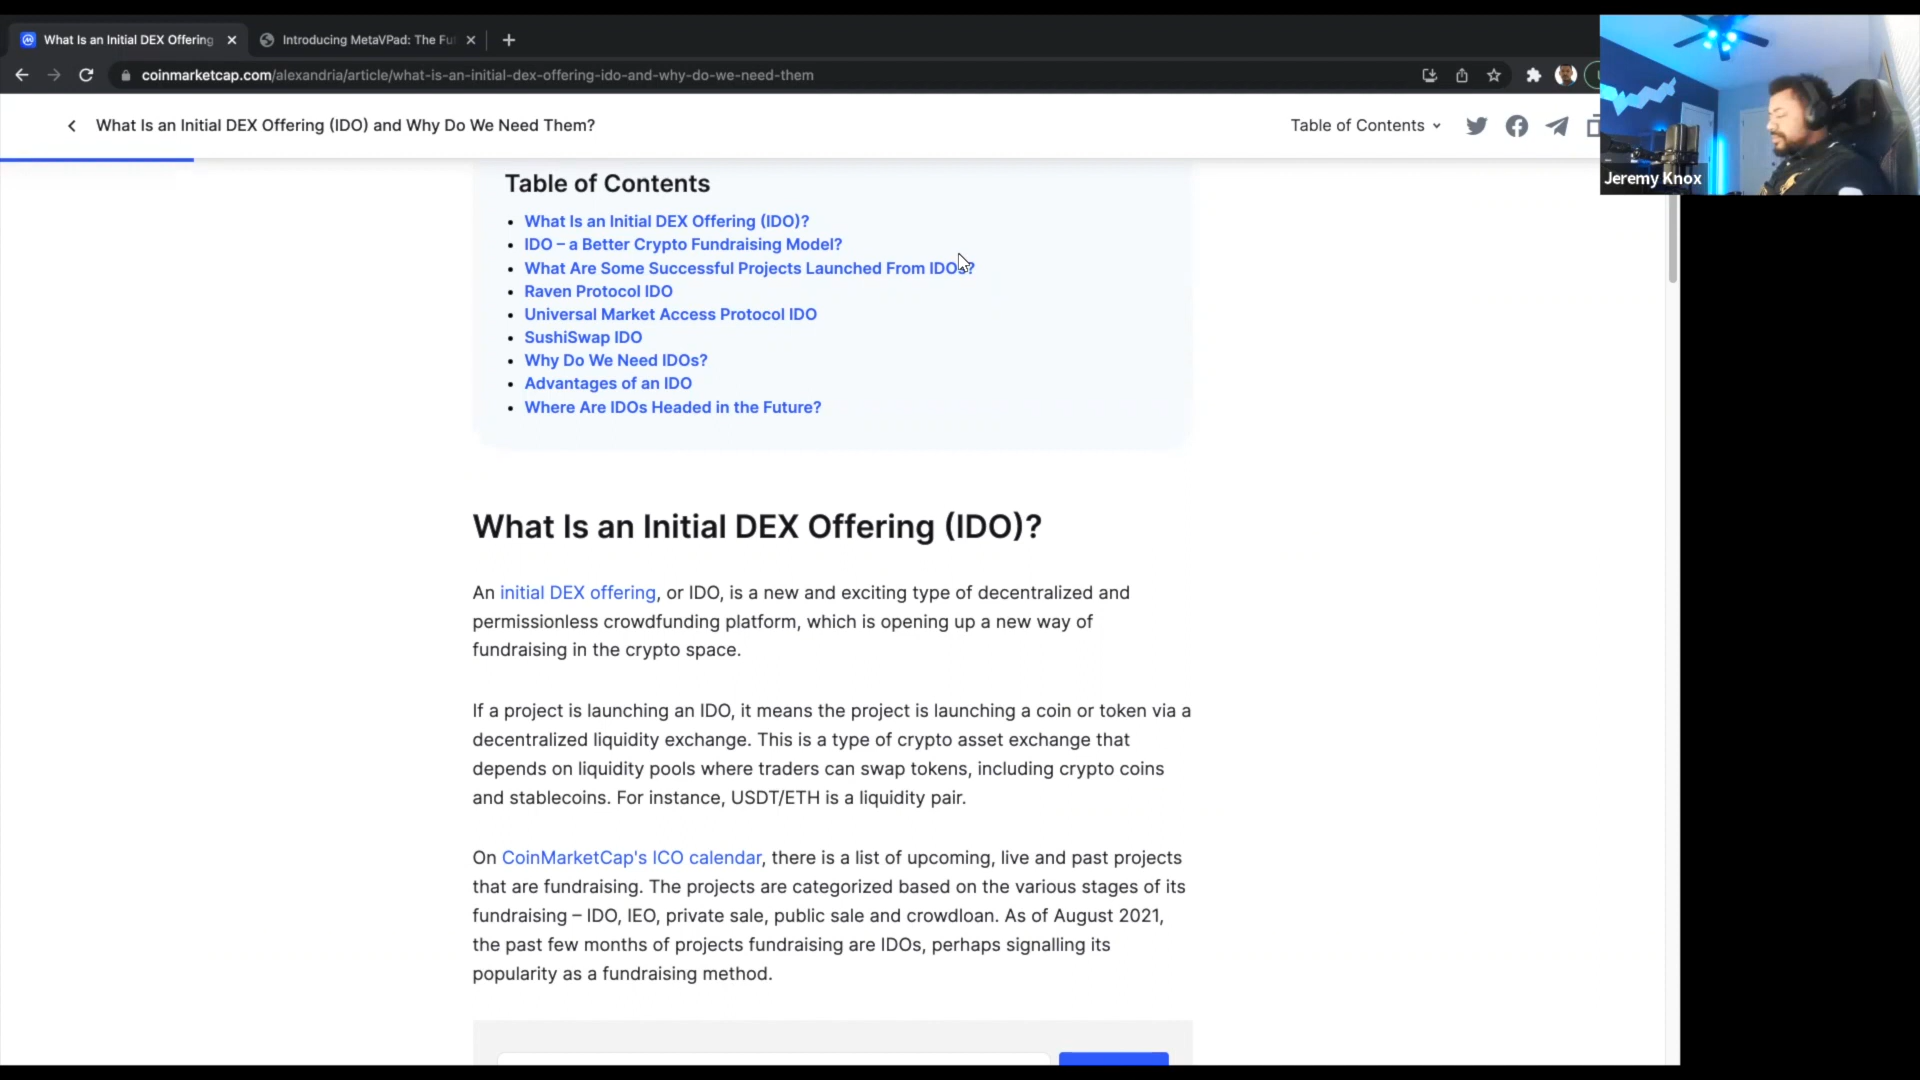 What Is an Initial DEX Offering
Introducing MetaVPad: The Fu
coinmarketcap.com/alexandria/article/what-is-an-initial-dex-offering-ido-and-why-do-we-need-them
What Is an Initial DEX Offering (IDO) and Why Do We Need Them?
Table of Contents
Jeremy Knox
Table of Contents
• What Is an Initial DEX Offering (IDO)?
• IDO – a Better Crypto Fundraising Model?
• What Are Some Successful Projects Launched From IDOs?
• Raven Protocol IDO
• Universal Market Access Protocol IDO
• SushiSwap IDO
• Why Do We Need IDOs?
• Advantages of an IDO
• Where Are IDOs Headed in the Future?
What Is an Initial DEX Offering (IDO)?
An initial DEX offering, or IDO, is a new and exciting type of decentralized and
permissionless crowdfunding platform, which is opening up a new way of
fundraising in the crypto space.
If a project is launching an IDO, it means the project is launching a coin or token via a
decentralized liquidity exchange. This is a type of crypto asset exchange that
depends on liquidity pools where traders can swap tokens, including crypto coins
and stablecoins. For instance, USDT/ETH is a liquidity pair.
On CoinMarketCap's ICO calendar, there is a list of upcoming, live and past projects
that are fundraising. The projects are categorized based on the various stages of its
fundraising – IDO, IEO, private sale, public sale and crowdloan. As of August 2021,
the past few months of projects fundraising are IDOs, perhaps signalling its
popularity as a fundraising method.